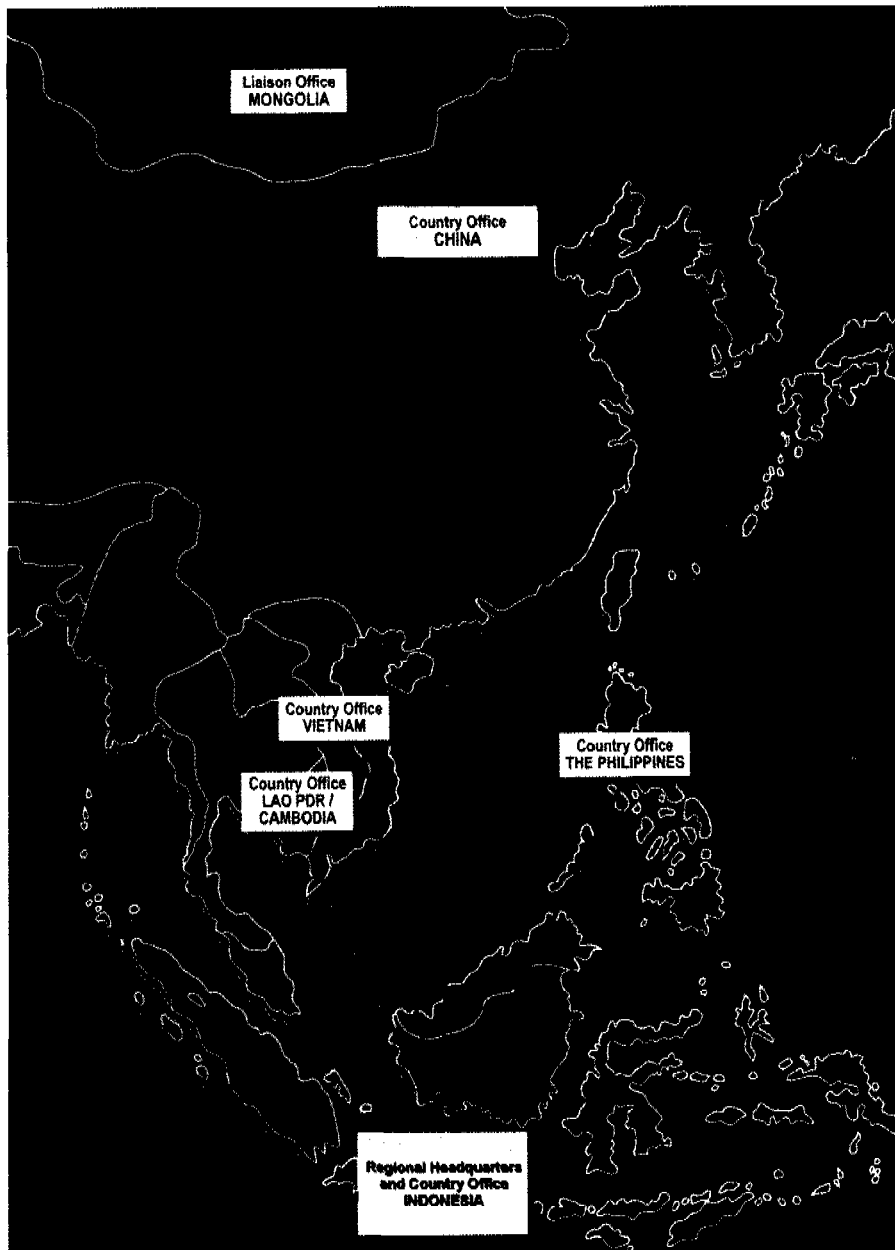 Liaison Office
MONGOLIA
Country Office
CHINA
Country Office
VIETNAM
Country Office
THE PHILIPPINES
Country Office
LAO PDR /
CAMBODIA
Regional Headquarters
and Country Office
INDONESIA